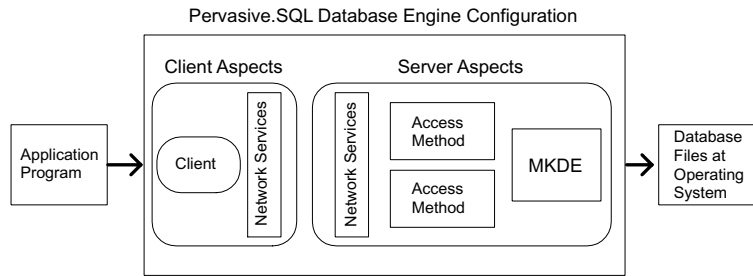 Pervasive.SQL Database Engine Configuration
Client Aspects
Server Aspects
Application
Program
Client
Network Services
Network Services
Access
Method
Access
Method
MKDE
Database
Files at
Operating
System